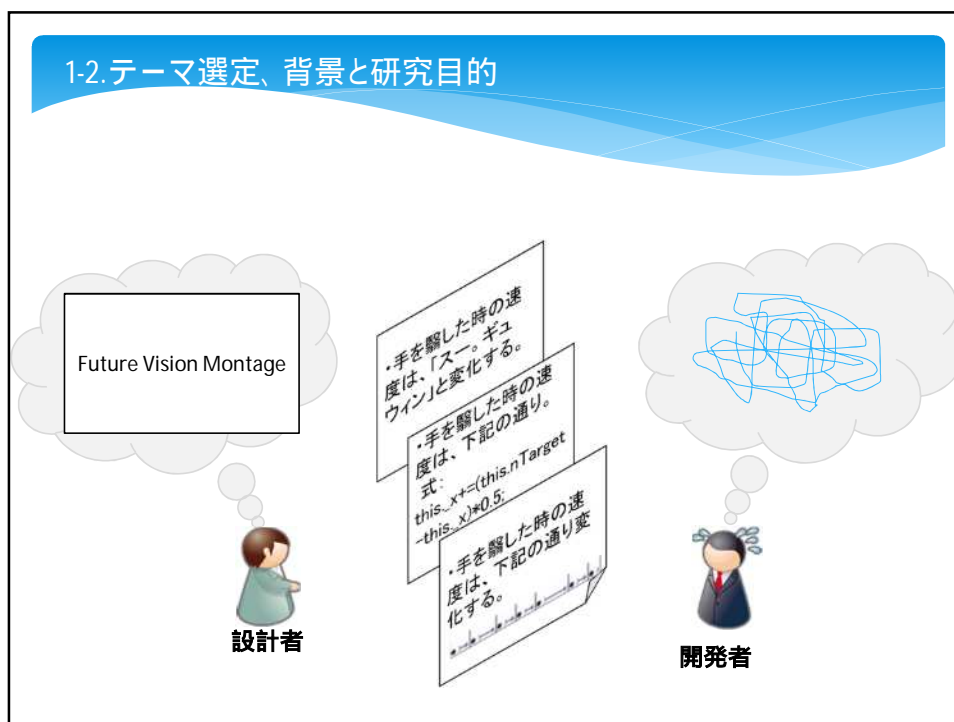 1-2.テーマ選定、背景と研究目的
Future Vision Montage
・手を翳した時の速
度は、「スー。ギュ
ウィン」と変化する。
・手を翳した時の速
度は、下記の通り。
式：
this._x+=(this.nTarget
-this._x)*0.5;
・手を翳した時の速
度は、下記の通り変
化する。
設計者
開発者